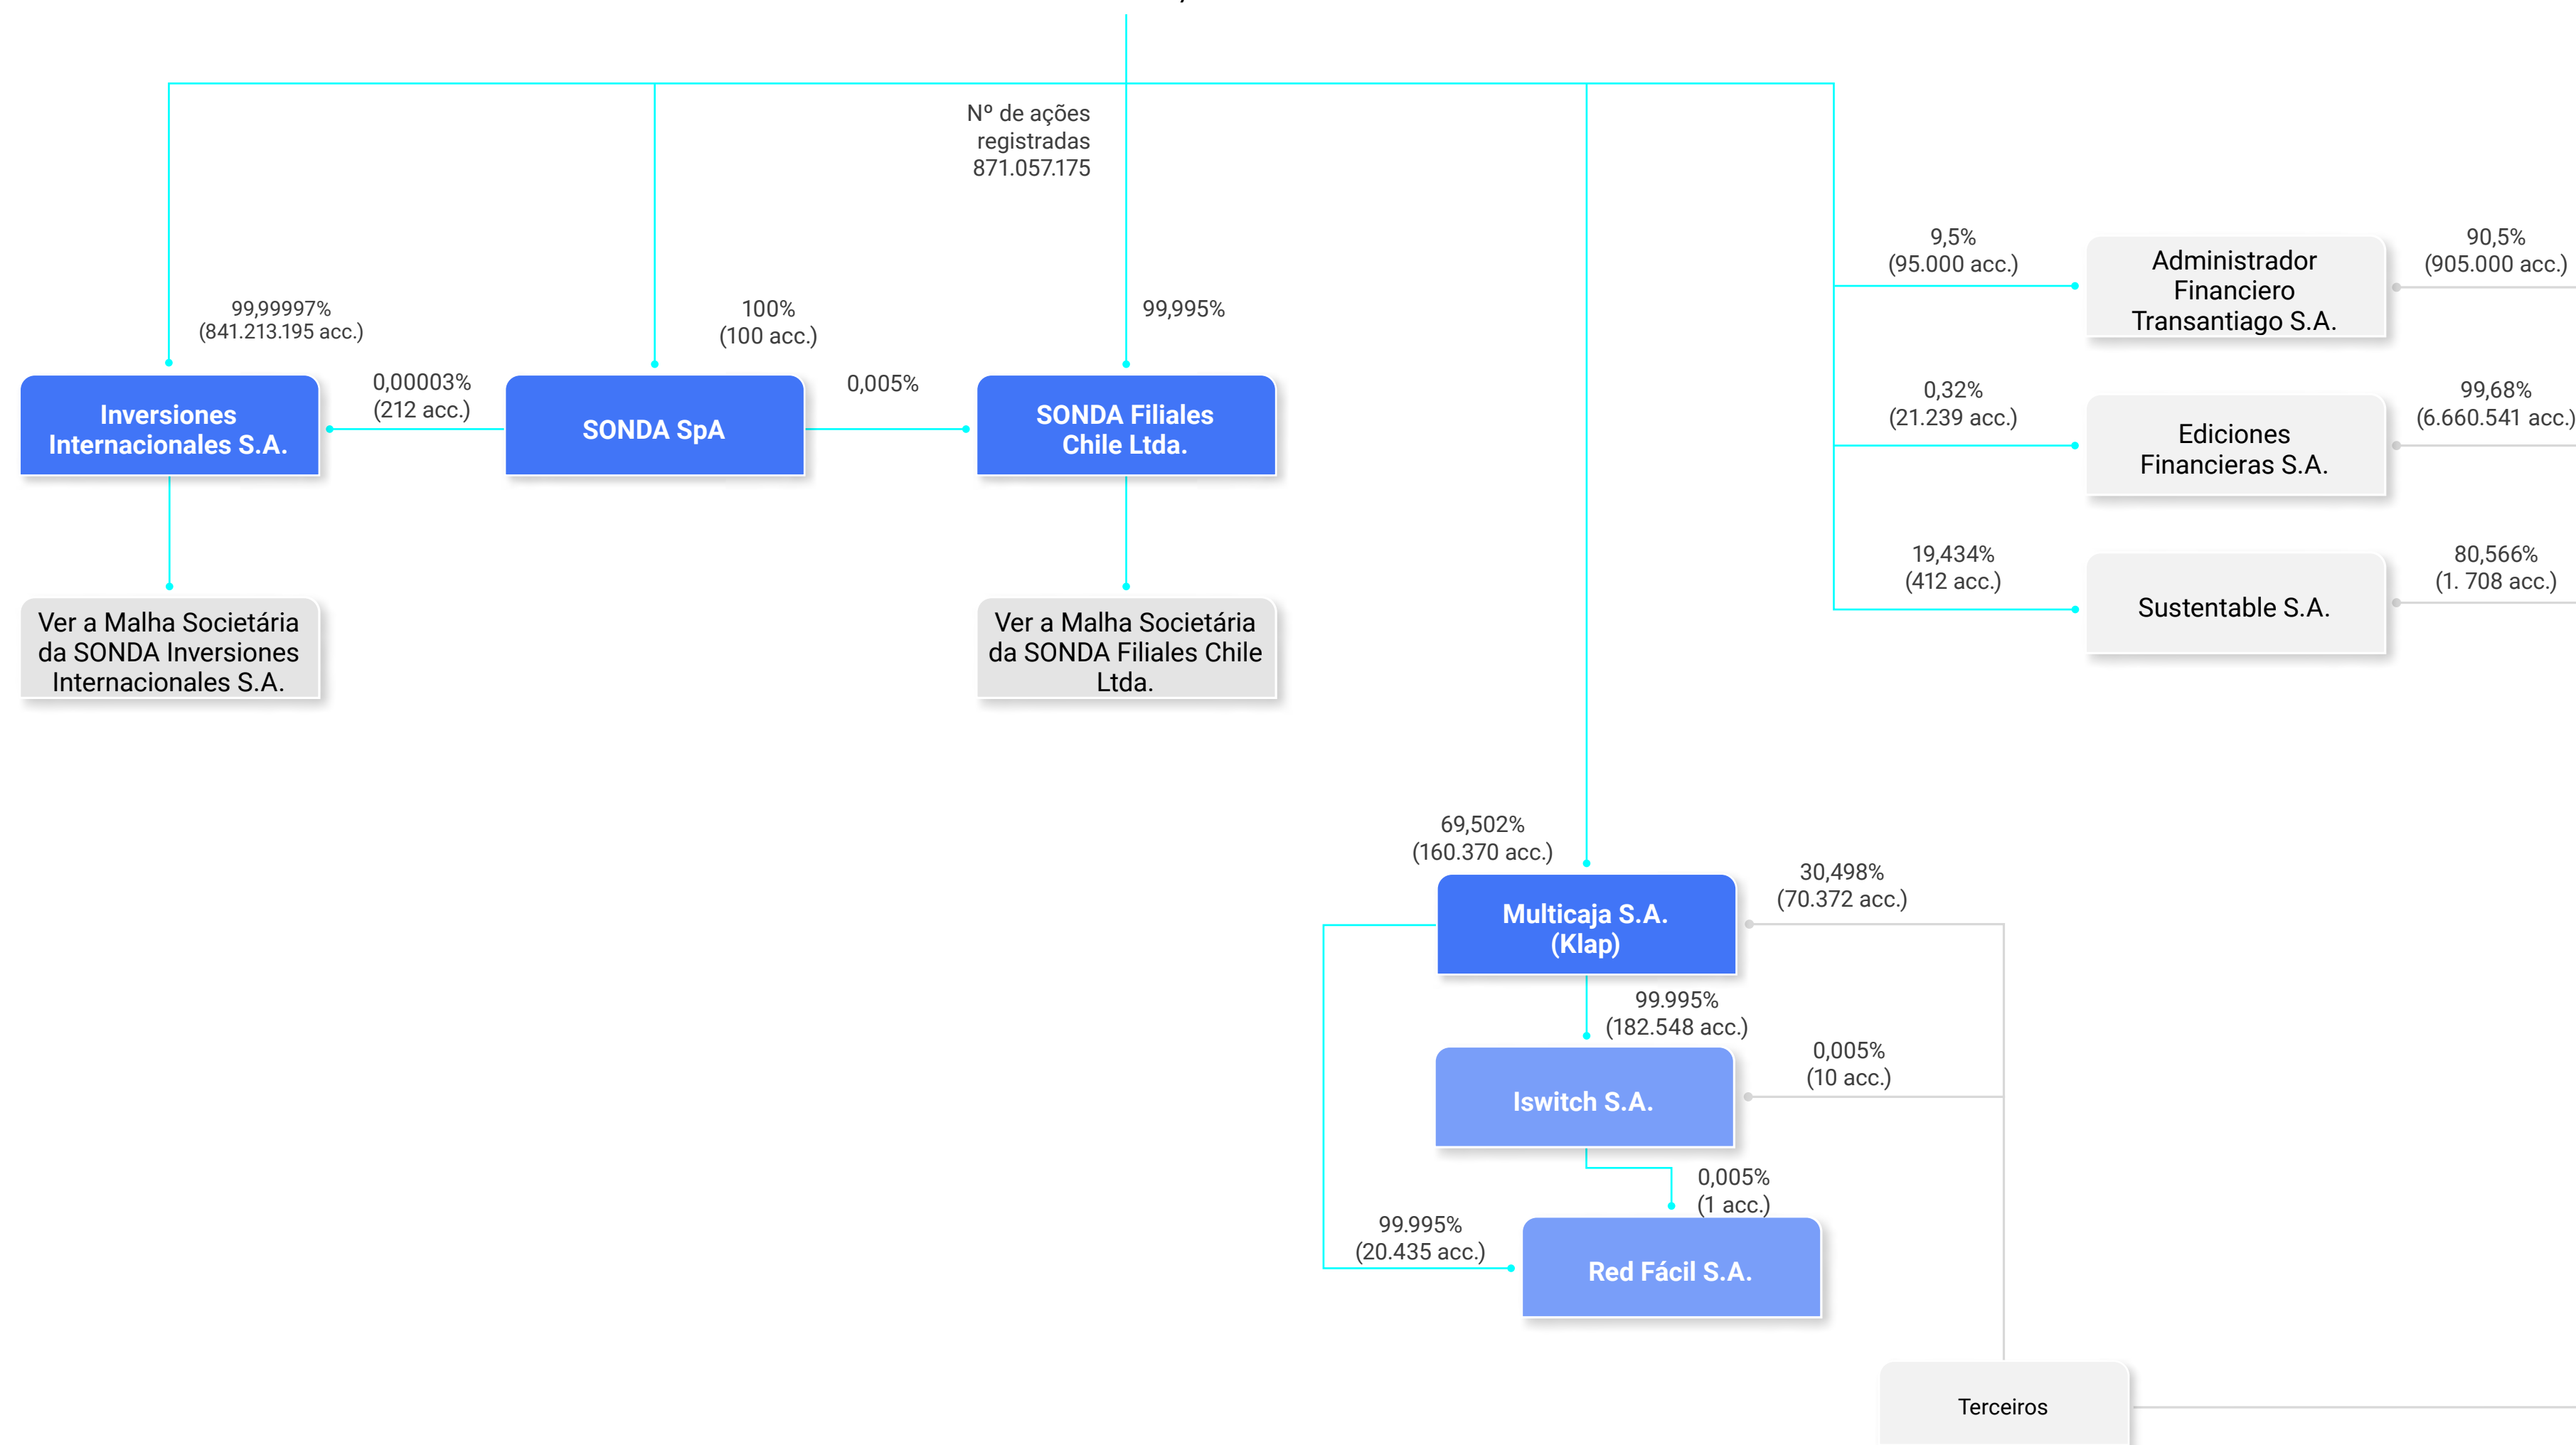 Nº de ações
registradas
871.057.175
99,99997%
(841.213.195 acc.)
100%
(100 acc.)
99,995%
0,00003%
(212 acc.)
0,005%
Inversiones
Internacionales S.A.
SONDA SpA
SONDA Filiales
Chile Ltda.
Ver a Malha Societária
da SONDA Inversiones
Internacionales S.A.
Ver a Malha Societária
da SONDA Filiales Chile
Ltda.
9,5%
(95.000 acc.)
Administrador
Financiero
Transantiago S.A.
90,5%
(905.000 acc.)
0,32%
(21.239 acc.)
Ediciones
Financieras S.A.
99,68%
(6.660.541 acc.)
19,434%
(412 acc.)
Sustentable S.A.
80,566%
(1. 708 acc.)
69,502%
(160.370 acc.)
Multicaja S.A.
(Klap)
30,498%
(70.372 acc.)
99.995%
(182.548 acc.)
Iswitch S.A.
0,005%
(10 acc.)
0,005%
(1 acc.)
99.995%
(20.435 acc.)
Red Fácil S.A.
Terceiros